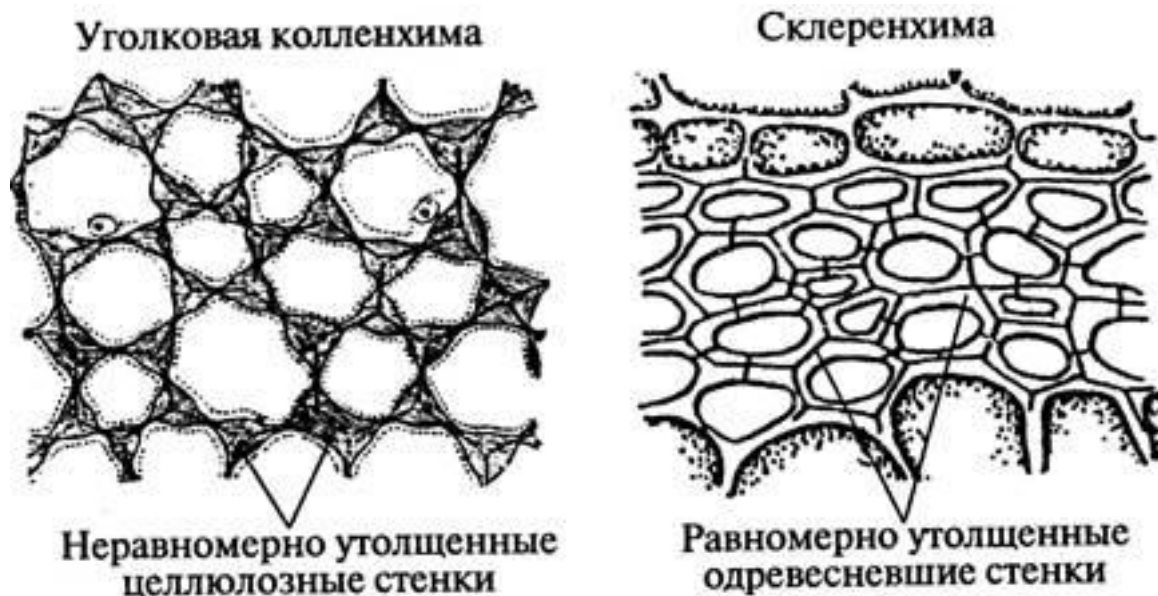 Уголковая колленхима
Склеренхима
Неравномерно утолщенные
целлюлозные стенки
Равномерно утолщенные
одревесневшие стенки